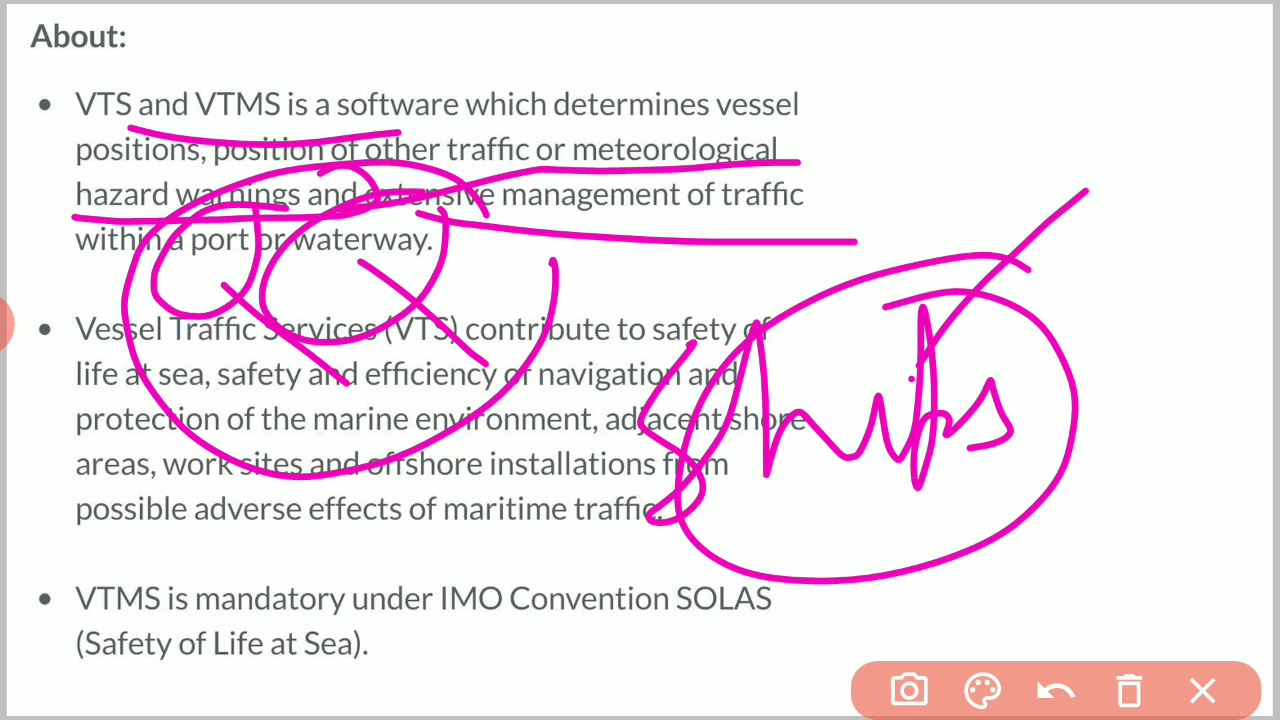 About:
VTS and VTMS is a software which determines vessel
positions, position of other traffic or meteorological
hazard warnings and extensive management of traffic
within a port or waterway.
Vessel Traffic Services (VTS) contribute to safety of
life at sea, safety and efficiency of navigation and
protection of the marine environment, adjacent shore
areas, work sites and offshore installations from
possible adverse effects of maritime traffic.
VTMS is mandatory under IMO Convention SOLAS
(Safety of Life at Sea).